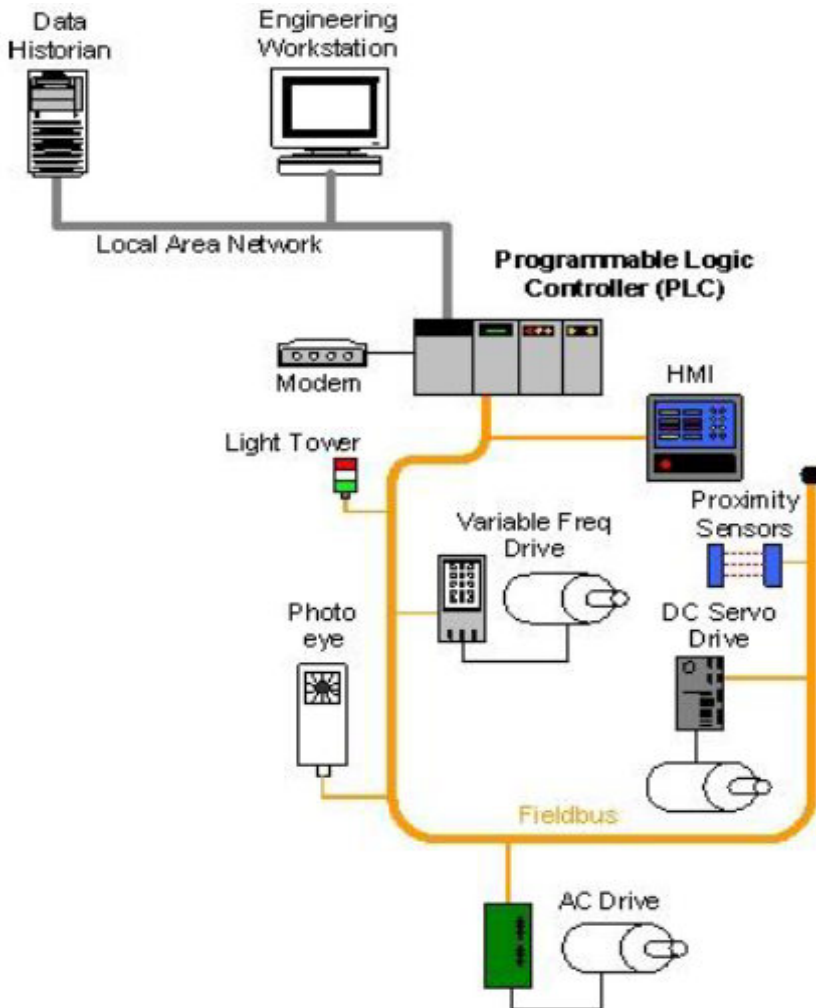 Data
Historian
Engineering
Workstation
Local Area Network
Programmable Logic
Controller (PLC)
Modem
HMI
Light Tower
Proximity
Sensors
Variable Freq
Drive
Photo
eye
DC Servo
Drive
Fieldbus
AC Drive